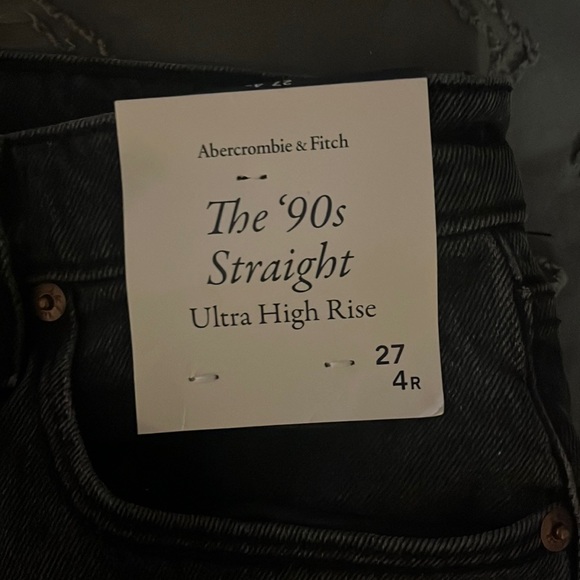 Abercrombie & Fitch
The ‘90s
Straight
Ultra High Rise
27
4R